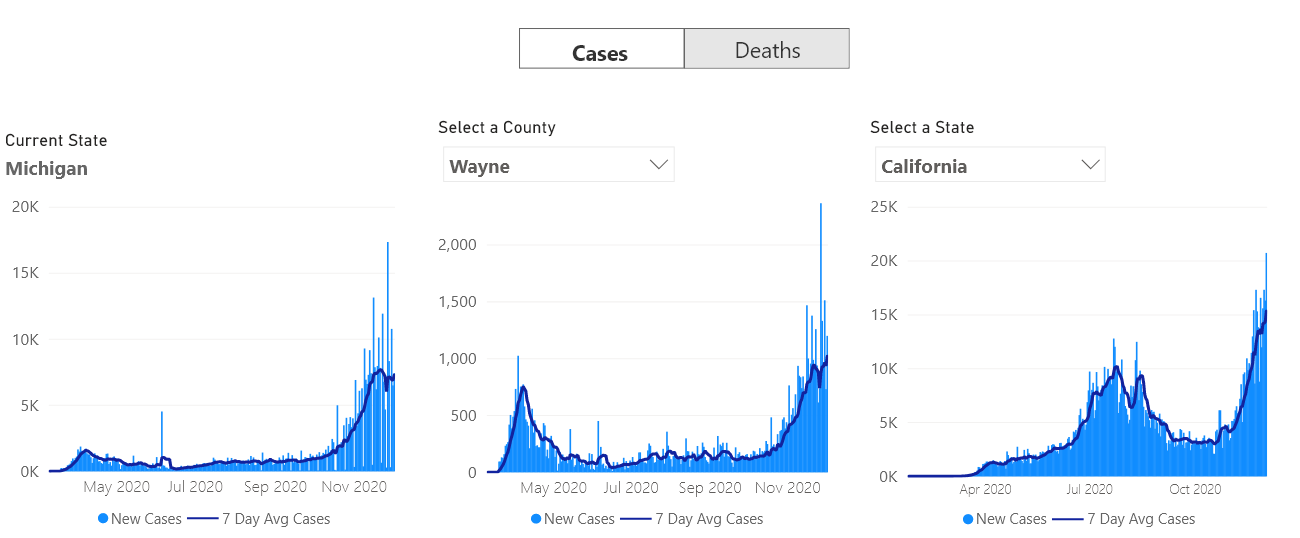 Cases
Deaths
Current State
Michigan
20K
15K
10K
5K
0K
May 2020 Jul 2020 Sep 2020 Nov 2020
New Cases 7 Day Avg Cases
Select a County
Wayne
2,000
1,500
1,000
500
0
May 2020 Jul 2020 Sep 2020 Nov 2020
New Cases 7 Day Avg Cases
Select a State
California
25K
20K
15K
10K
5K
0K
Apr 2020 Jul 2020 Oct 2020
New Cases 7 Day Avg Cases